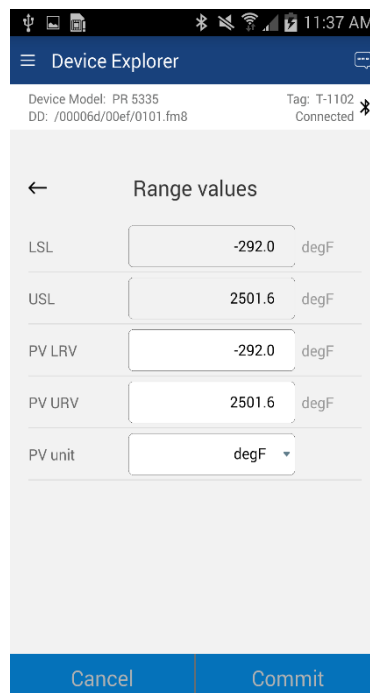 11:37 AM
Device Explorer
Device Model: PR 5335 Tag: T-1102
DD: /00006d/00ef/0101.fm8 Connected
Range values
LSL -292.0 degF
USL 2501.6 degF
PV LRV -292.0 degF
PV URV 2501.6 degF
PV unit degF
Cancel Commit